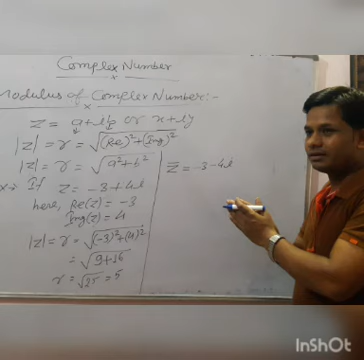 Complex Number
Modulus of Complex Number:-
Z = a+ib or x+iy
|Z| = r = √(Re)²+(Img)²
|Z| = r = √a²+b²
Ex:- If Z = -3+4i
here, Re(z) = -3
Img(z) = 4
|Z| = r = √(-3)²+(4)²
= √9+16
r = √25 = 5
Z̅ = -3-4i
InShOt